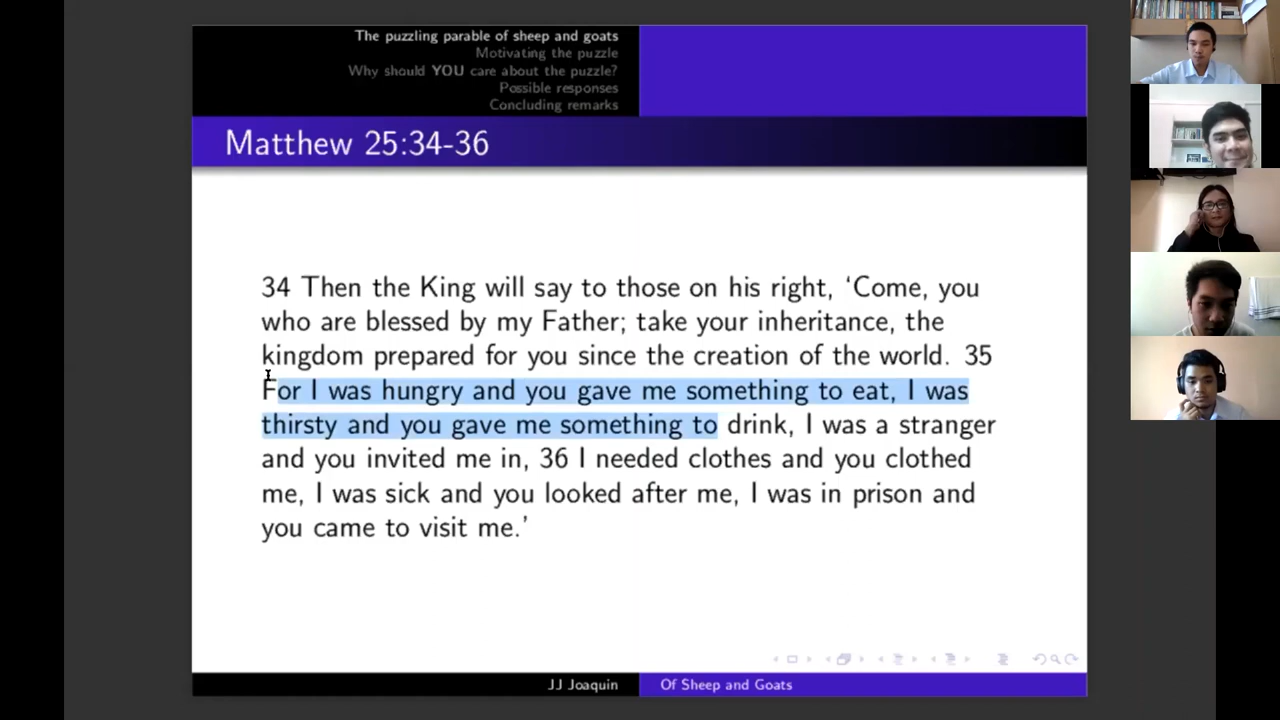 The puzzling parable of sheep and goats
Motivating the puzzle
Why should YOU care about the puzzle?
Possible responses
Concluding remarks
Matthew 25:34-36
34 Then the King will say to those on his right, ‘Come, you
who are blessed by my Father; take your inheritance, the
kingdom prepared for you since the creation of the world. 35
For I was hungry and you gave me something to eat, I was
thirsty and you gave me something to drink, I was a stranger
and you invited me in, 36 I needed clothes and you clothed
me, I was sick and you looked after me, I was in prison and
you came to visit me.’
JJ Joaquin
Of Sheep and Goats